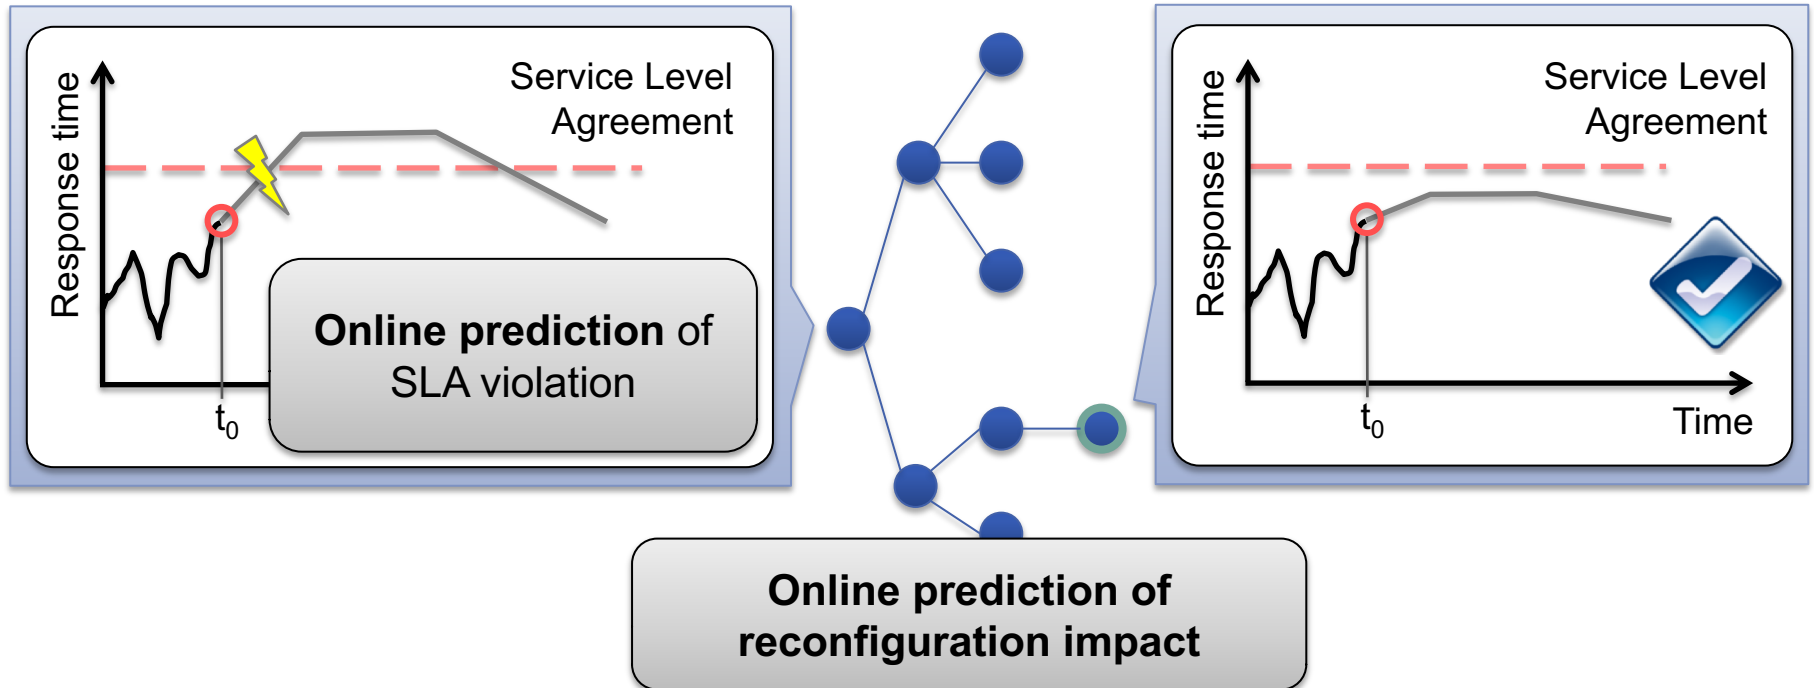 Service Level
Agreement
Response time
Online prediction of
SLA violation
t0
Service Level
Agreement
Response time
t0
Time
Online prediction of
reconfiguration impact